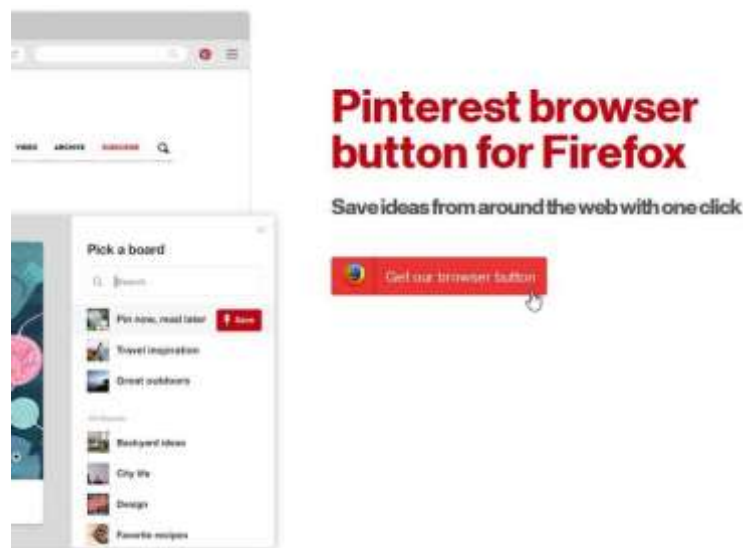 VIDEO ARCHIVE SUBSCRIBE
Pinterest browser
button for Firefox
Save ideas from around the web with one click
Get our browser button
Pick a board
Search
Pin now, read later Save
Travel inspiration
Great outdoors
Backyard ideas
City life
Design
Favorite recipes